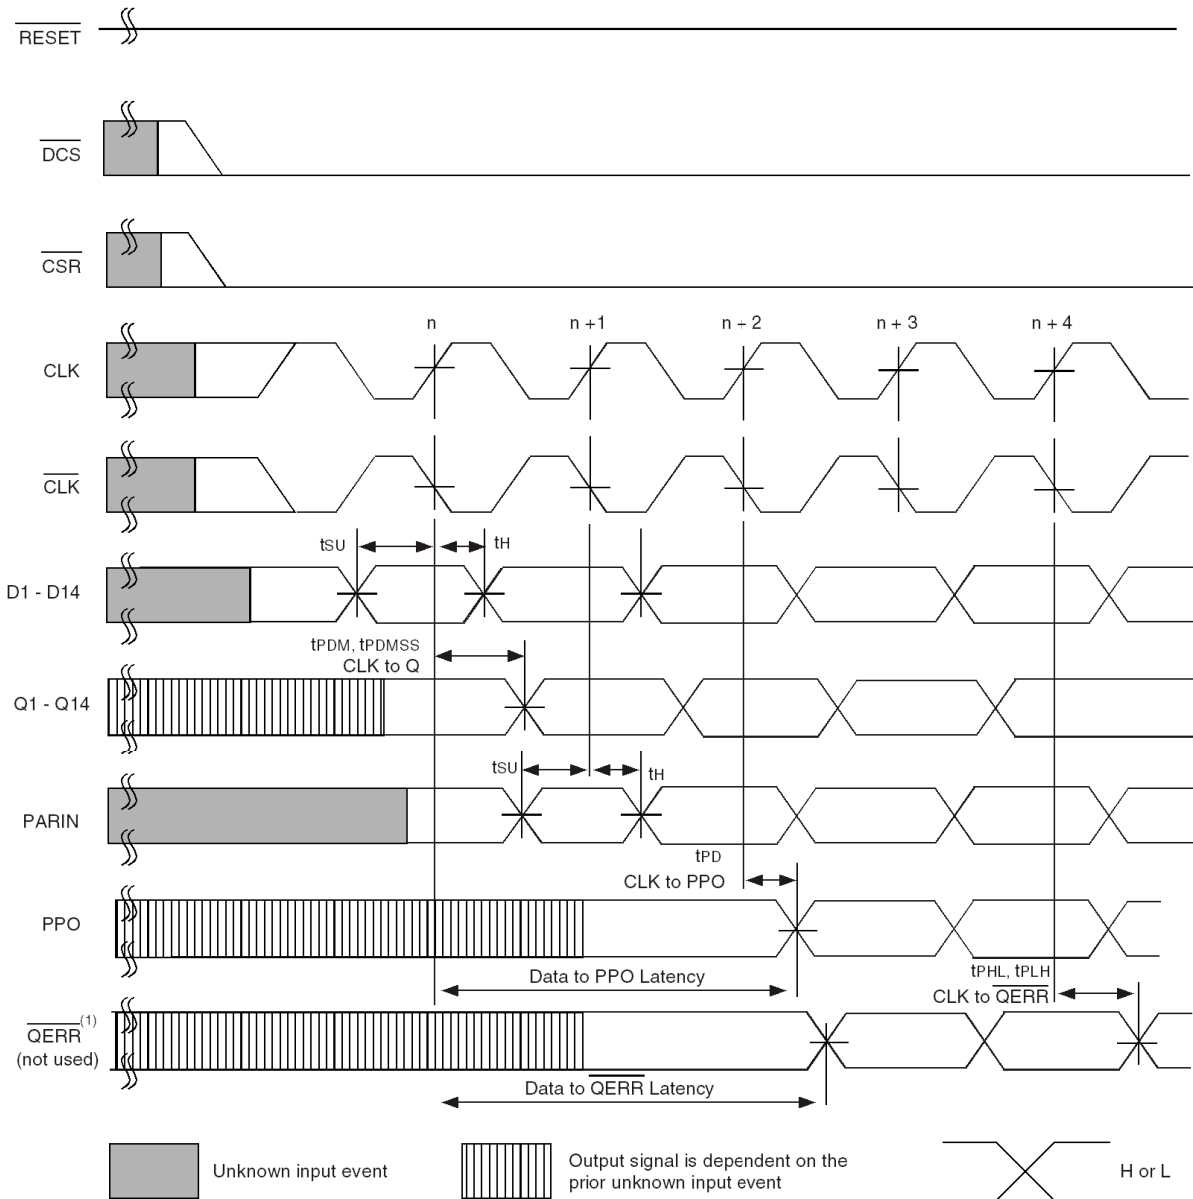 RESET
DCS
CSR
n n + 1 n + 2 n + 3 n + 4
CLK
CLK
tSU tH
D1 - D14
tPDM, tPDMSS
CLK to Q
Q1 - Q14
tSU tH
PARIN
tPD
CLK to PPO
PPO
Data to PPO Latency
tPHL, tPLH
CLK to QERR
QERR(1)
(not used)
Data to QERR Latency
Unknown input event
Output signal is dependent on the
prior unknown input event
H or L